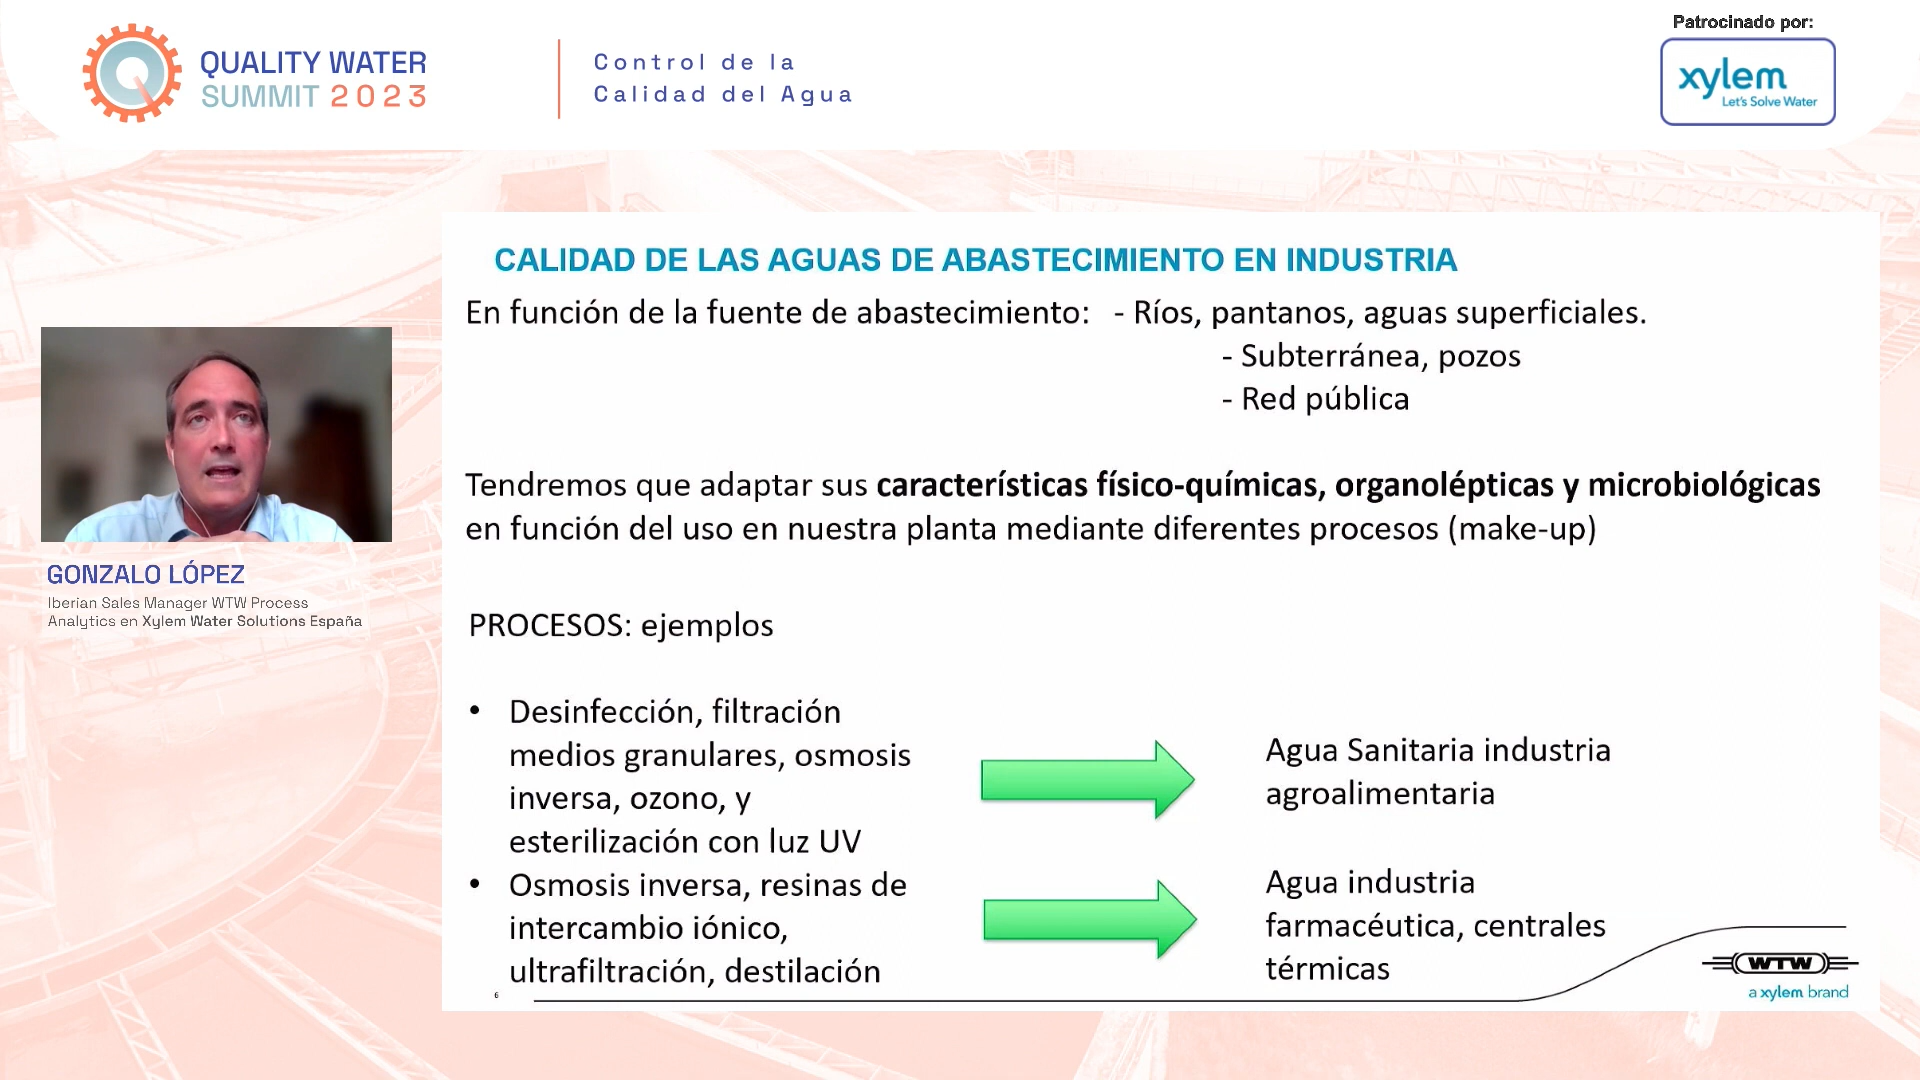 Patrocinado por:
QUALITY WATER
SUMMIT 2023
Control de la
Calidad del Agua
xylem
Let's Solve Water
CALIDAD DE LAS AGUAS DE ABASTECIMIENTO EN INDUSTRIA
En función de la fuente de abastecimiento: - Ríos, pantanos, aguas superficiales.
- Subterránea, pozos
- Red pública
Tendremos que adaptar sus características físico-químicas, organolépticas y microbiológicas
en función del uso en nuestra planta mediante diferentes procesos (make-up)
GONZALO LÓPEZ
Iberian Sales Manager WTW Process
Analytics en Xylem Water Solutions España
PROCESOS: ejemplos
• Desinfección, filtración
medios granulares, osmosis
inversa, ozono, y
esterilización con luz UV
Agua Sanitaria industria
agroalimentaria
• Osmosis inversa, resinas de
intercambio iónico,
ultrafiltración, destilación
Agua industria
farmacéutica, centrales
térmicas
WTW
a xylem brand
6